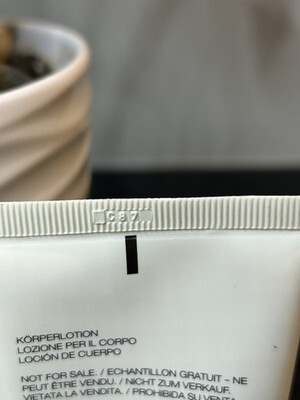 C87
KÖRPERLOTION
LOZIONE PER IL CORPO
LOCIÓN DE CUERPO
NOT FOR SALE. / ECHANTILLON GRATUIT – NE
PEUT ÊTRE VENDU. / NICHT ZUM VERKAUF.
VIETATA LA VENDITA. / PROHIBIDA SU VENTA